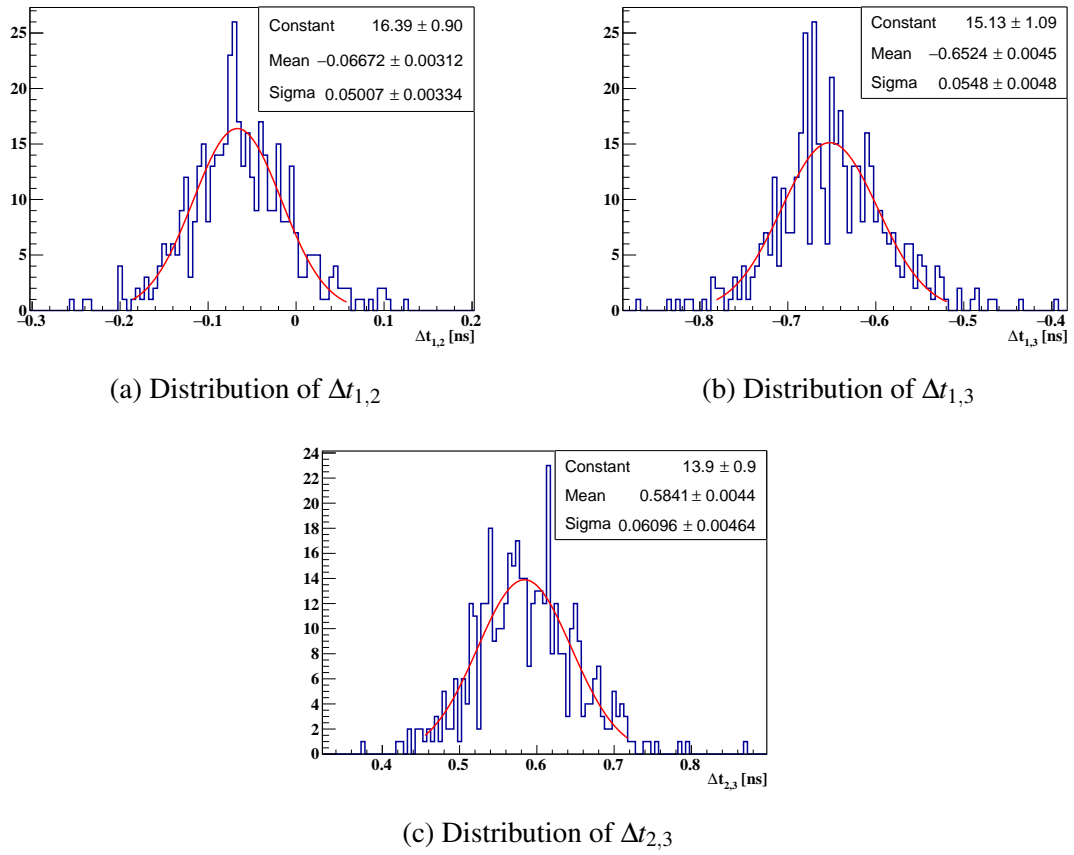 Constant 16.39 ± 0.90
Mean −0.06672 ± 0.00312
Sigma 0.05007 ± 0.00334
25
20
15
10
5
0
−0.3 −0.2 −0.1 0 0.1 0.2
Δt1,2 [ns]
(a) Distribution of Δt1,2
Constant 15.13 ± 1.09
Mean −0.6524 ± 0.0045
Sigma 0.0548 ± 0.0048
25
20
15
10
5
0
−0.8 −0.7 −0.6 −0.5 −0.4
Δt1,3 [ns]
(b) Distribution of Δt1,3
Constant 13.9 ± 0.9
Mean 0.5841 ± 0.0044
Sigma 0.06096 ± 0.00464
24
22
20
18
16
14
12
10
8
6
4
2
0
0.4 0.5 0.6 0.7 0.8
Δt2,3 [ns]
(c) Distribution of Δt2,3